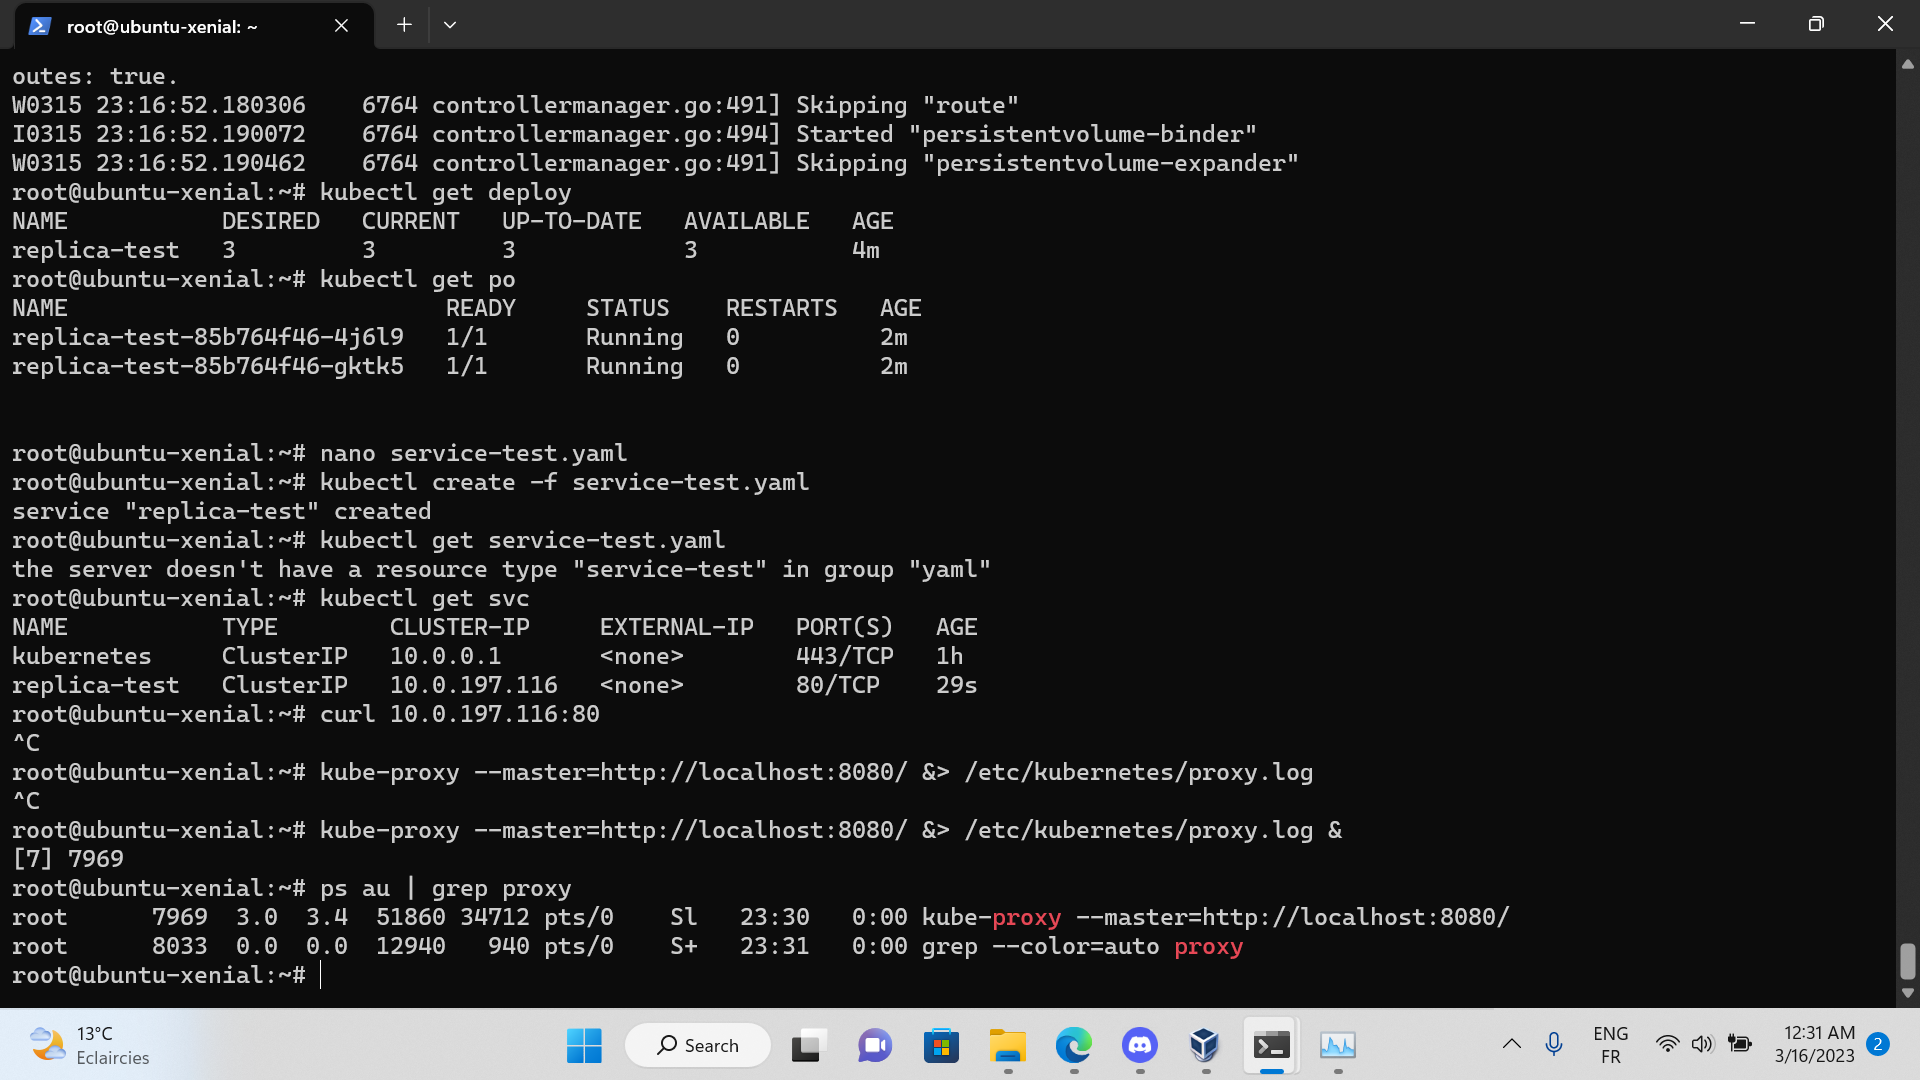 root@ubuntu-xenial: ~
outes: true.
W0315 23:16:52.180306    6764 controllermanager.go:491] Skipping "route"
I0315 23:16:52.190072    6764 controllermanager.go:494] Started "persistentvolume-binder"
W0315 23:16:52.190462    6764 controllermanager.go:491] Skipping "persistentvolume-expander"
root@ubuntu-xenial:~# kubectl get deploy
NAME           DESIRED   CURRENT   UP-TO-DATE   AVAILABLE   AGE
replica-test   3         3         3            3           4m
root@ubuntu-xenial:~# kubectl get po
NAME                           READY     STATUS    RESTARTS   AGE
replica-test-85b764f46-4j6l9   1/1       Running   0          2m
replica-test-85b764f46-gktk5   1/1       Running   0          2m
root@ubuntu-xenial:~# nano service-test.yaml
root@ubuntu-xenial:~# kubectl create -f service-test.yaml
service "replica-test" created
root@ubuntu-xenial:~# kubectl get service-test.yaml
the server doesn't have a resource type "service-test" in group "yaml"
root@ubuntu-xenial:~# kubectl get svc
NAME           TYPE        CLUSTER-IP     EXTERNAL-IP   PORT(S)   AGE
kubernetes     ClusterIP   10.0.0.1       <none>        443/TCP   1h
replica-test   ClusterIP   10.0.197.116   <none>        80/TCP    29s
root@ubuntu-xenial:~# curl 10.0.197.116:80
^C
root@ubuntu-xenial:~# kube-proxy --master=http://localhost:8080/ &> /etc/kubernetes/proxy.log
^C
root@ubuntu-xenial:~# kube-proxy --master=http://localhost:8080/ &> /etc/kubernetes/proxy.log &
[7] 7969
root@ubuntu-xenial:~# ps au | grep proxy
root      7969  3.0  3.4  51860 34712 pts/0    Sl   23:30   0:00 kube-proxy --master=http://localhost:8080/
root      8033  0.0  0.0  12940   940 pts/0    S+   23:31   0:00 grep --color=auto proxy
root@ubuntu-xenial:~#
13°C
Eclaircies
Search
ENG
FR
12:31 AM
3/16/2023
2